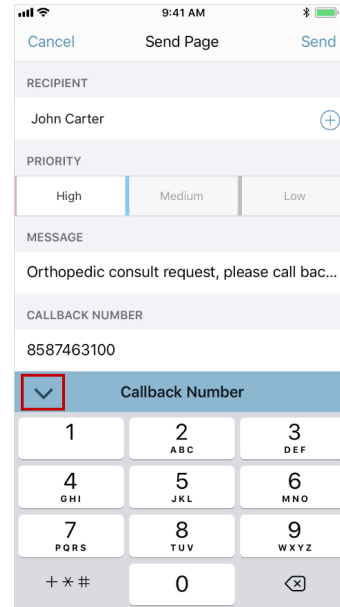 9:41 AM
Cancel Send Page Send
RECIPIENT
John Carter
PRIORITY
High Medium Low
MESSAGE
Orthopedic consult request, please call bac...
CALLBACK NUMBER
8587463100
Callback Number
1 2 3
ABC DEF
4 5 6
GHI JKL MNO
7 8 9
PQRS TUV WXYZ
+*# 0